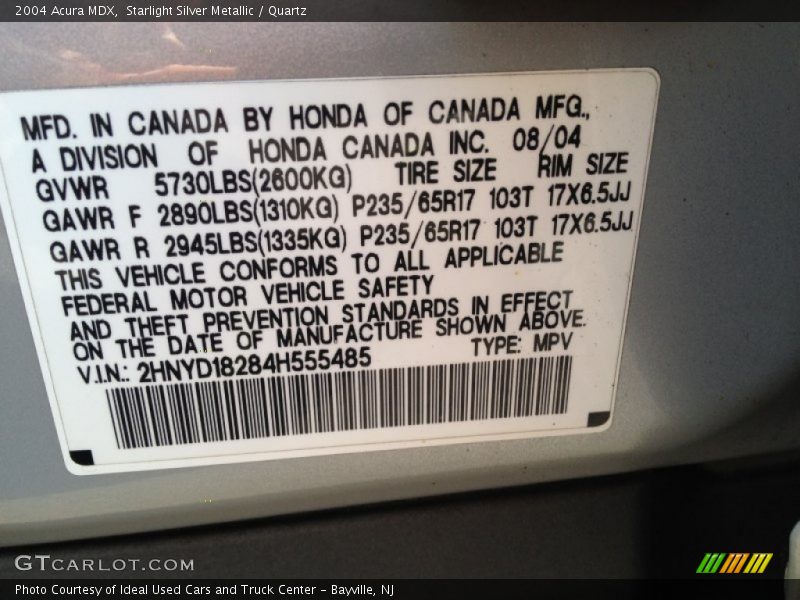 2004 Acura MDX,  Starlight Silver Metallic / Quartz
MFD. IN CANADA BY HONDA OF CANADA MFG.,
A DIVISION OF HONDA CANADA INC. 08/04
GVWR 5730LBS(2600KG) TIRE SIZE RIM SIZE
GAWR F 2890LBS(1310KG) P235/65R17 103T 17X6.5JJ
GAWR R 2945LBS(1335KG) P235/65R17 103T 17X6.5JJ
THIS VEHICLE CONFORMS TO ALL APPLICABLE
FEDERAL MOTOR VEHICLE SAFETY
AND THEFT PREVENTION STANDARDS IN EFFECT
ON THE DATE OF MANUFACTURE SHOWN ABOVE.
V.I.N.: 2HNYD18284H555485 TYPE: MPV
GTCARLOT.COM
Photo Courtesy of Ideal Used Cars and Truck Center - Bayville, NJ